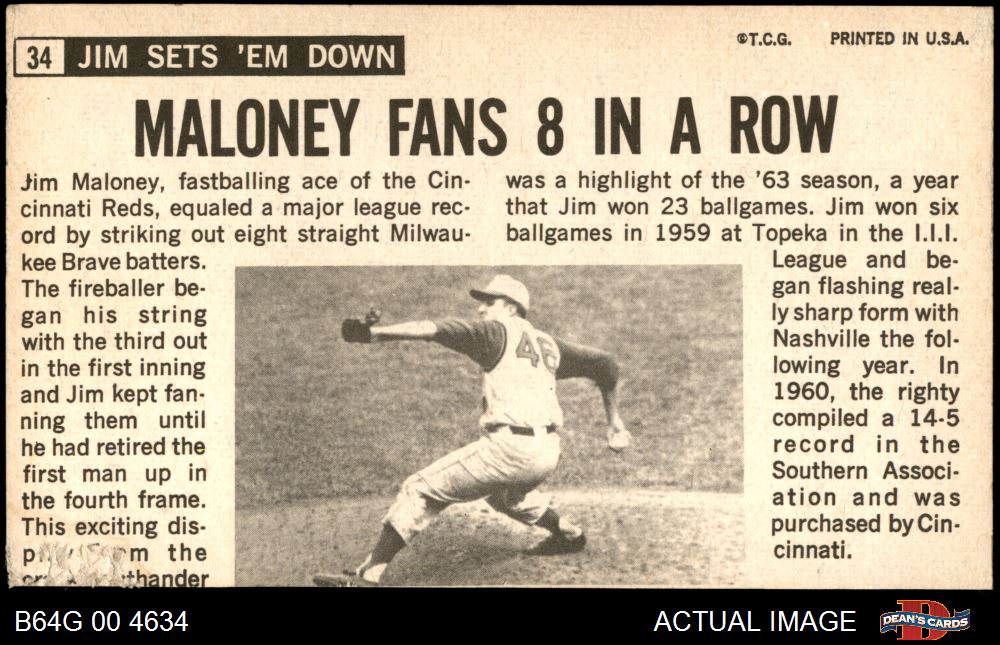 34 JIM SETS 'EM DOWN
©T.C.G. PRINTED IN U.S.A.
MALONEY FANS 8 IN A ROW
Jim Maloney, fastballing ace of the Cin-
cinnati Reds, equaled a major league rec-
ord by striking out eight straight Milwau-
kee Brave batters.
The fireballer be-
gan his string
with the third out
in the first inning
and Jim kept fan-
ning them until
he had retired the
first man up in
the fourth frame.
This exciting dis-
the
was a highlight of the '63 season, a year
that Jim won 23 ballgames. Jim won six
ballgames in 1959 at Topeka in the I.I.I.
League and be-
gan flashing real-
ly sharp form with
Nashville the fol-
lowing year. In
1960, the righty
compiled a 14-5
record in the
Southern Associ-
ation and was
purchased by Cin-
cinnati.
46
B64G 00 4634
ACTUAL IMAGE
D
DEAN'S CARDS